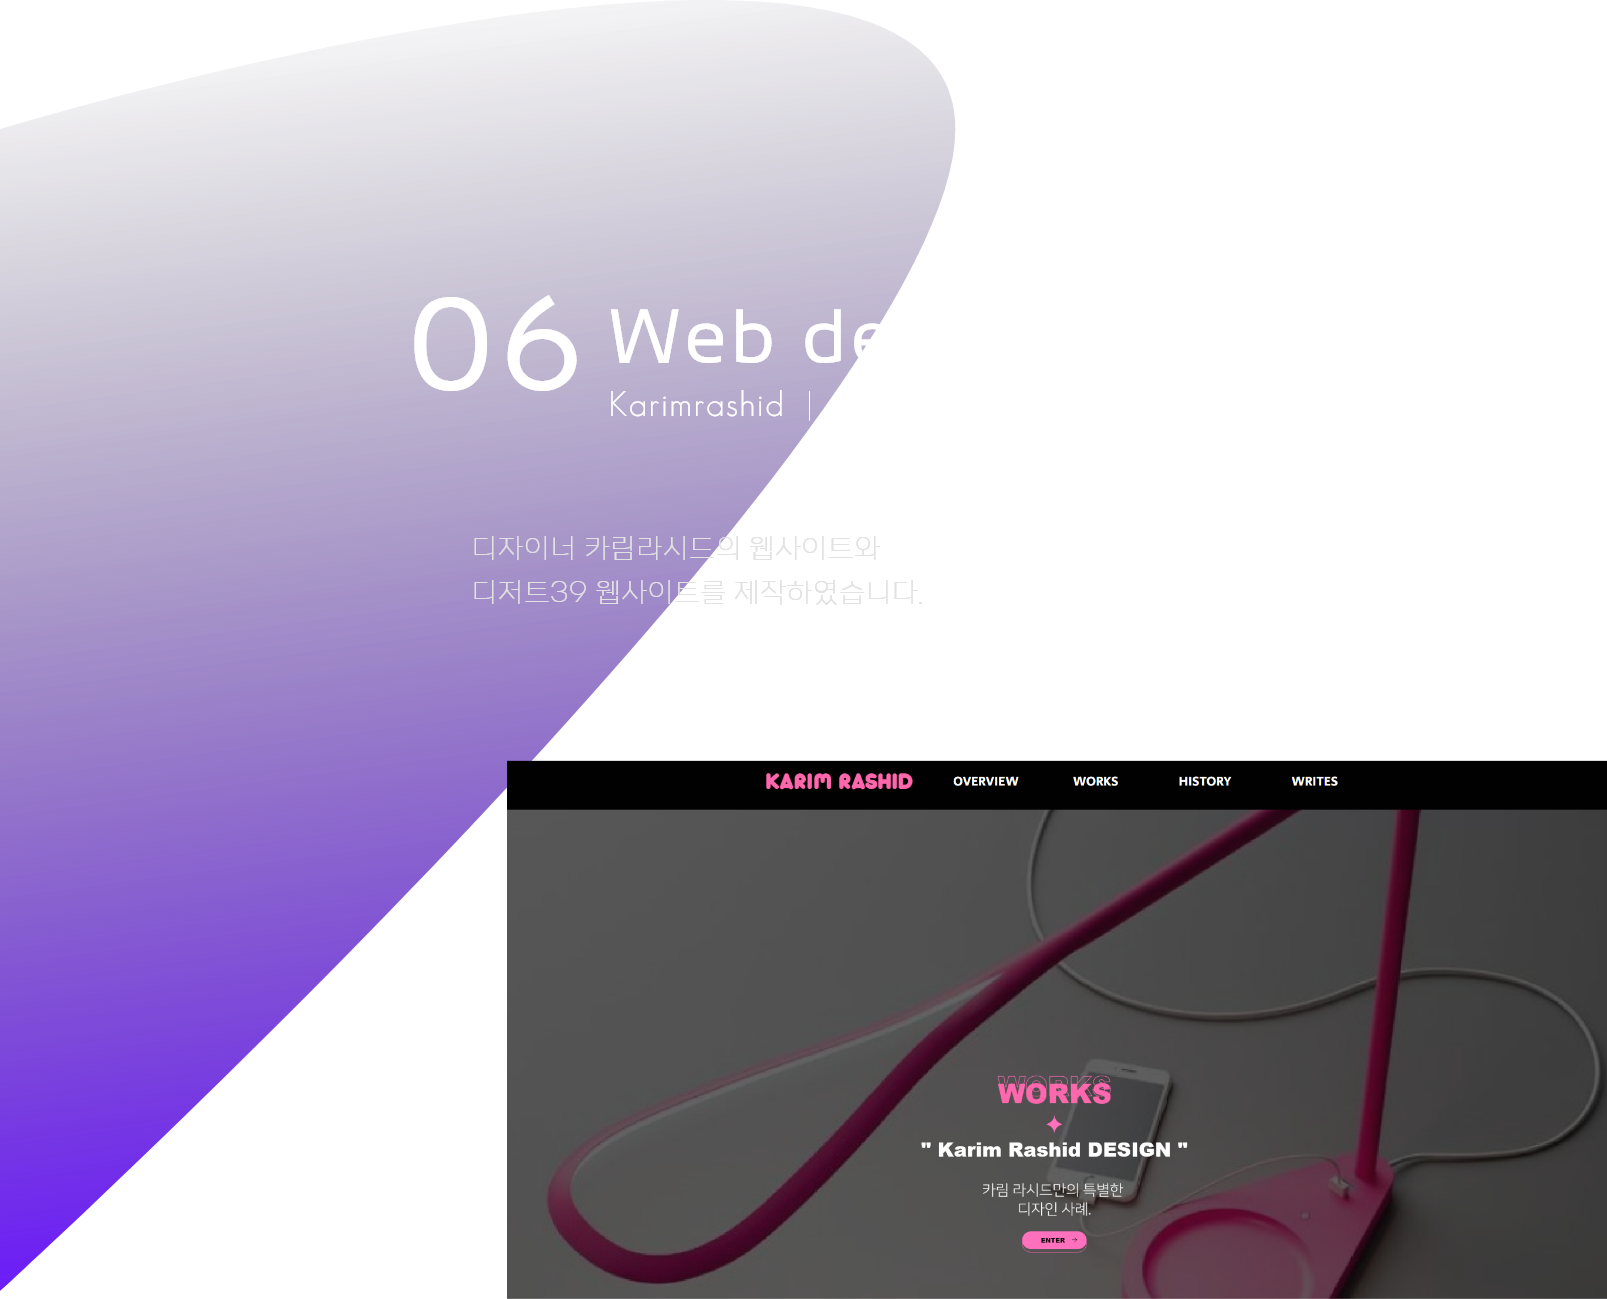 06
Web de
Karimrashid |
디자이너 카림라시드의 웹사이트와
디저트39 웹사이트를 제작하였습니다.
KARIM RASHID OVERVIEW WORKS HISTORY WRITES
WORKS
" Karim Rashid DESIGN "
카림 라시드만의 특별한
디자인 사례.
ENTER →